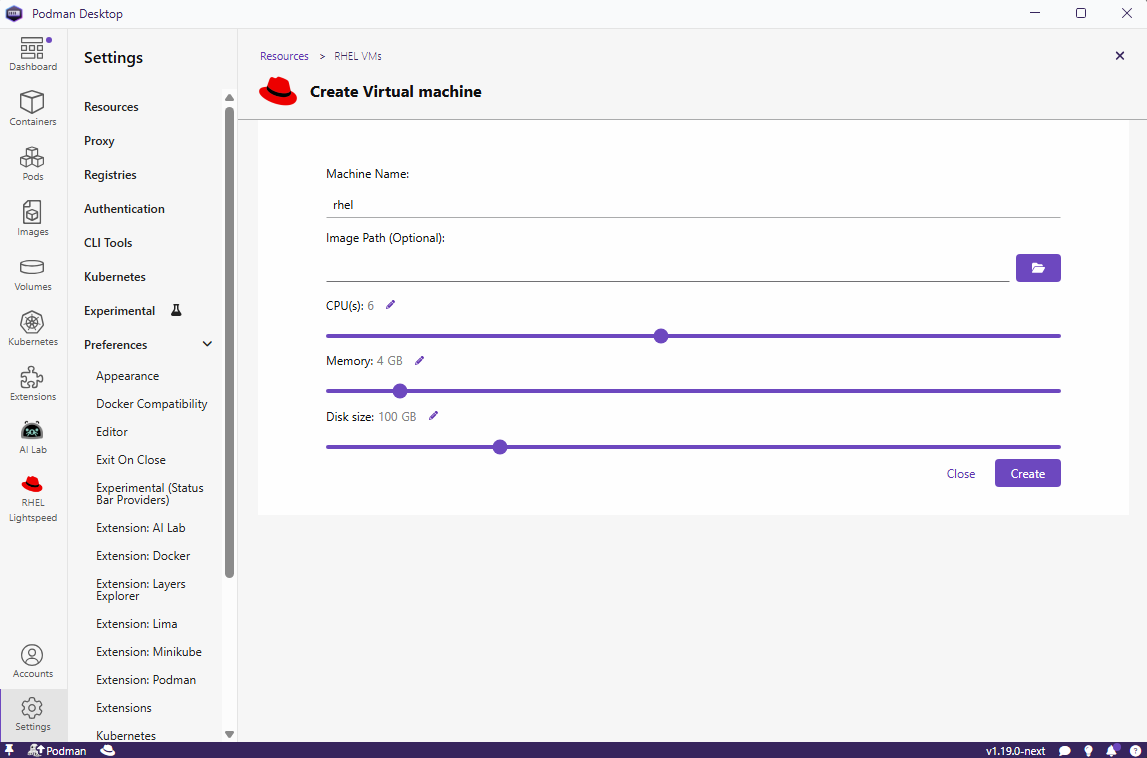 Podman Desktop
Dashboard
Containers
Pods
Images
Volumes
Kubernetes
Extensions
AI Lab
RHEL
Lightspeed
Accounts
Settings
Settings
Resources
Proxy
Registries
Authentication
CLI Tools
Kubernetes
Experimental
Preferences
Appearance
Docker Compatibility
Editor
Exit On Close
Experimental (Status
Bar Providers)
Extension: AI Lab
Extension: Docker
Extension: Layers
Explorer
Extension: Lima
Extension: Minikube
Extension: Podman
Extensions
Kubernetes
Resources > RHEL VMs
Create Virtual machine
Machine Name:
rhel
Image Path (Optional):
CPU(s): 6
Memory: 4 GB
Disk size: 100 GB
Close
Create
Podman
v1.19.0-next